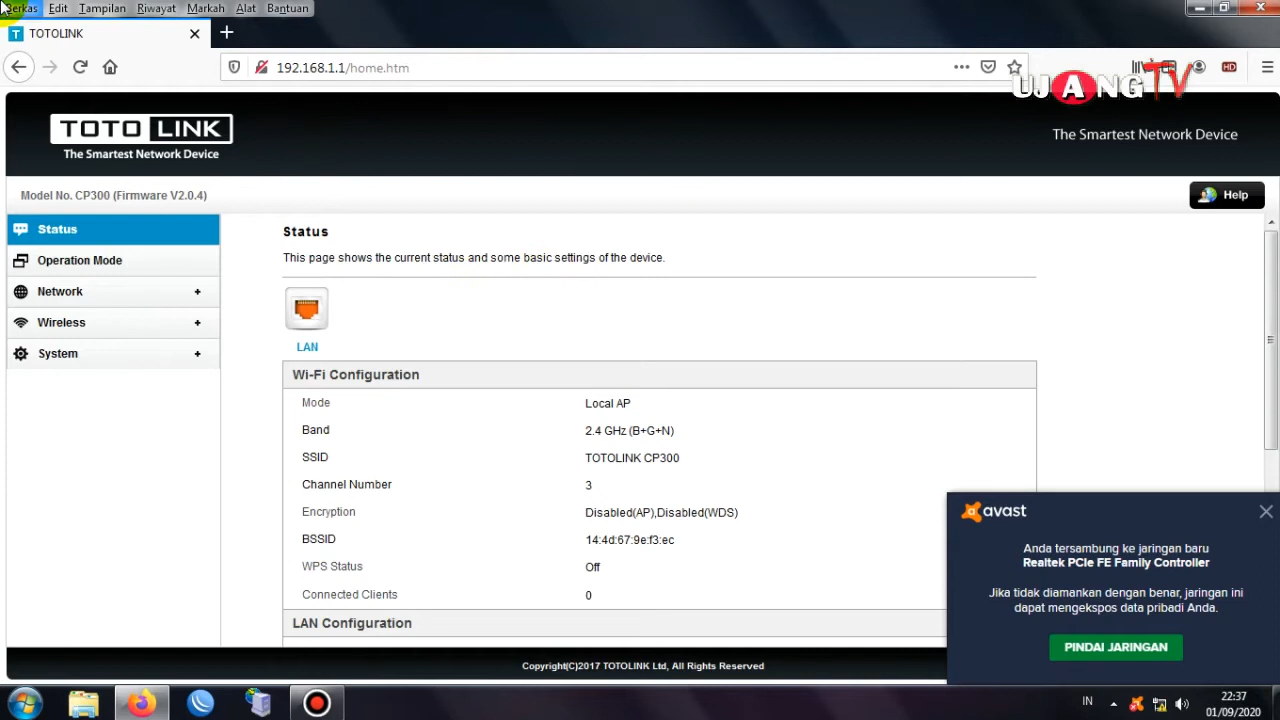 Berkas Edit Tampilan Riwayat Markah Alat Bantuan
T TOTOLINK
192.168.1.1/home.htm
HD
UJANGTV
TOTO LINK
The Smartest Network Device
The Smartest Network Device
Model No. CP300 (Firmware V2.0.4)
Help
Status
Operation Mode
Network +
Wireless +
System +
Status
This page shows the current status and some basic settings of the device.
LAN
Wi-Fi Configuration
Mode Local AP
Band 2.4 GHz (B+G+N)
SSID TOTOLINK CP300
Channel Number 3
Encryption Disabled(AP),Disabled(WDS)
BSSID 14:4d:67:9e:f3:ec
WPS Status Off
Connected Clients 0
LAN Configuration
avast
Anda tersambung ke jaringan baru
Realtek PCIe FE Family Controller
Jika tidak diamankan dengan benar, jaringan ini
dapat mengekspos data pribadi Anda.
PINDAI JARINGAN
Copyright(C)2017 TOTOLINK Ltd, All Rights Reserved
IN
22:37
01/09/2020